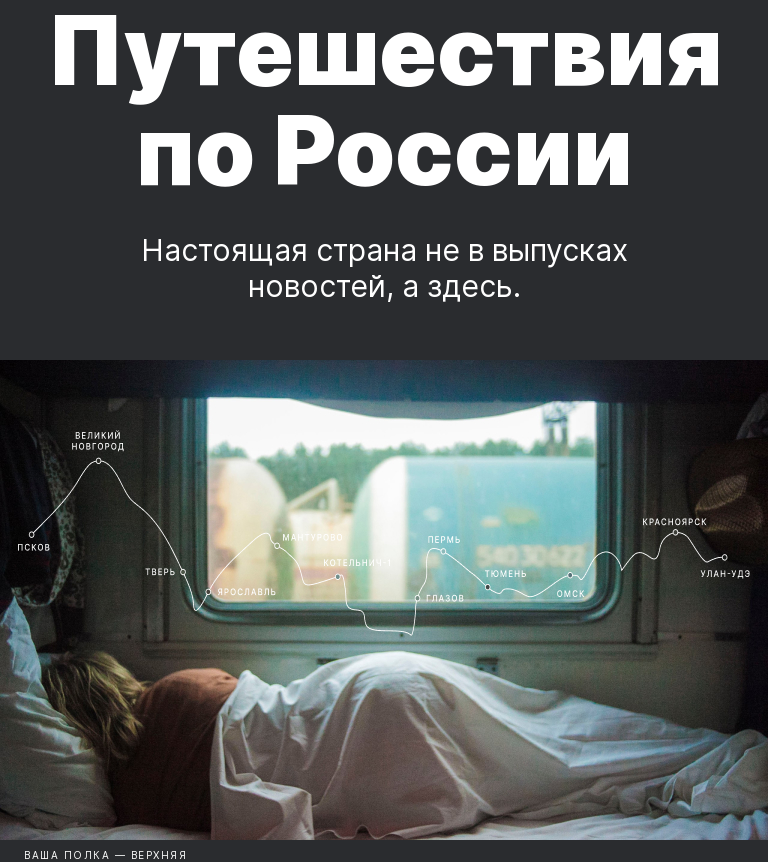 Путешествия
по России
Настоящая страна не в выпусках
новостей, а здесь.
ВЕЛИКИЙ
НОВГОРОД
ПСКОВ
ТВЕРЬ
ЯРОСЛАВЛЬ
МАНТУРОВО
КОТЕЛЬНИЧ-1
ГЛАЗОВ
ПЕРМЬ
ТЮМЕНЬ
ОМСК
КРАСНОЯРСК
УЛАН-УДЭ
54030622
ВАША ПОЛКА — ВЕРХНЯЯ